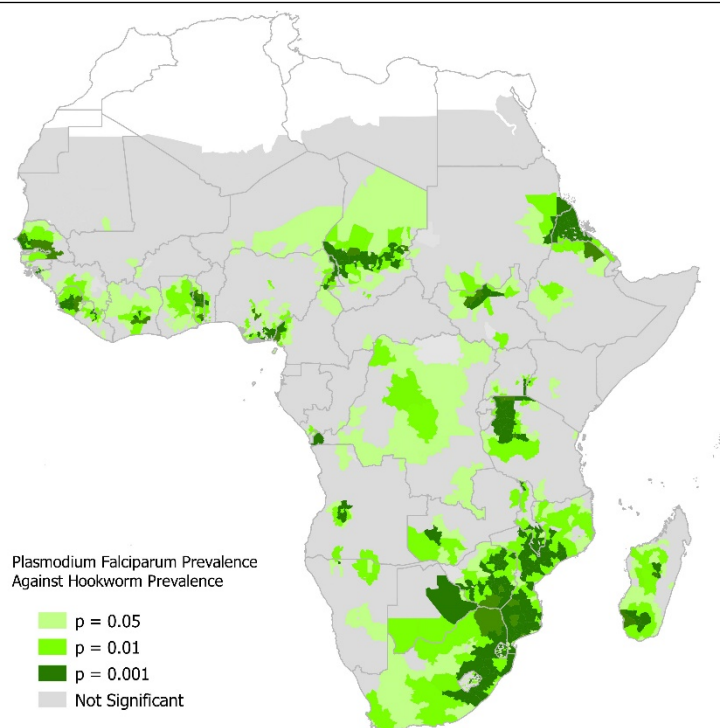 Plasmodium Falciparum Prevalence
Against Hookworm Prevalence
p = 0.05
p = 0.01
p = 0.001
Not Significant